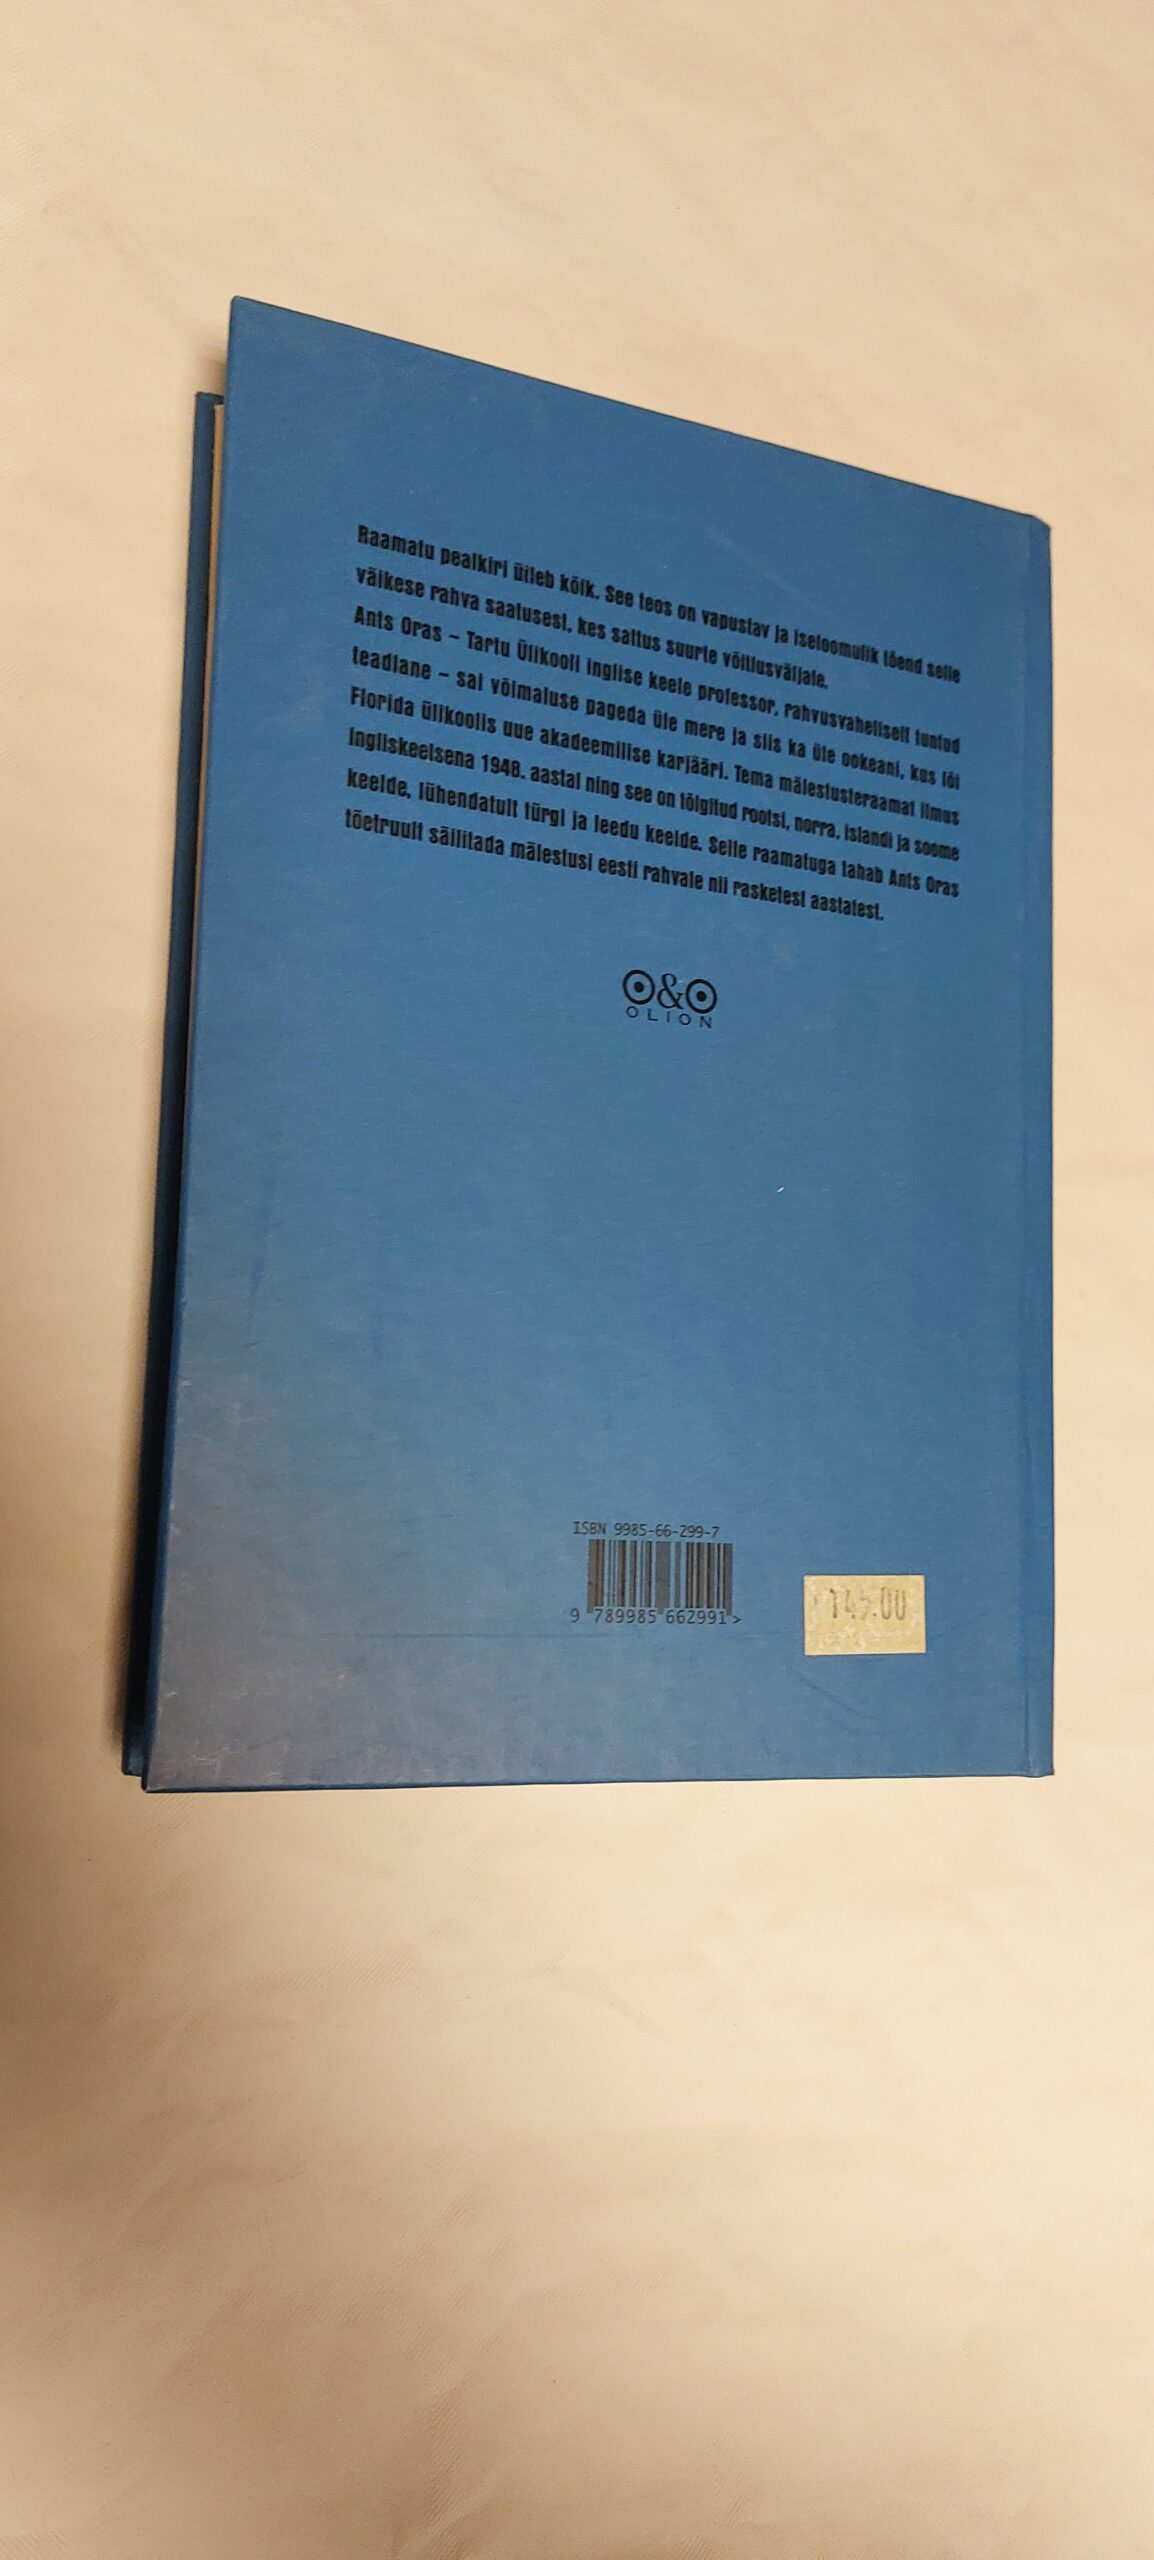 Raamatu pealkiri ütleb kõik. See teos on vapustav ja iseloomulik tõend selle
väikese rahva saatusest, kes sattus suurte võitlusväljale.
Ants Oras – Tartu Ülikooli inglise keele professor, rahvusvaheliselt tuntud
teadlane – sai võimaluse pageda üle mere ja siis ka üle ookeani, kus lõi
Florida ülikoolis uue akadeemilise karjääri. Tema mälestusteraamat ilmus
ingliskeelsena 1948. aastal ning see on tõlgitud rootsi, norra, islandi ja soome
keelde, lühendatult türgi ja leedu keelde. Selle raamatuga tahab Ants Oras
tõetruult säilitada mälestusi eesti rahvale nii rasketest aastatest.
O&O
OLION
ISBN 9985-66-299-7
9 789985 662991 >
145.00